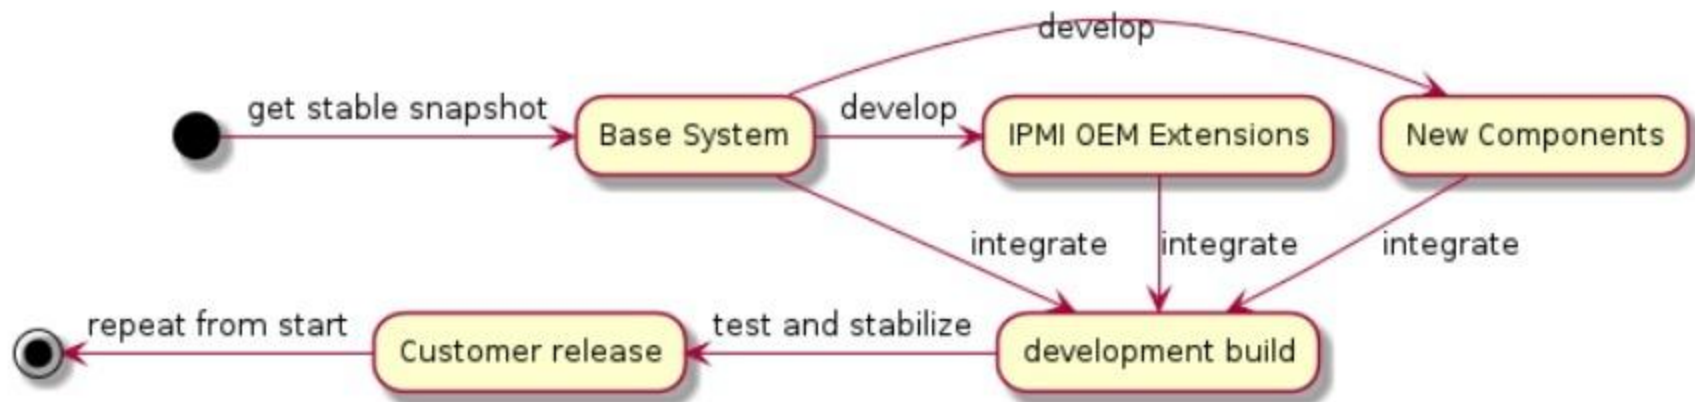 develop
get stable snapshot
develop
Base System
IPMI OEM Extensions
New Components
integrate
integrate
integrate
repeat from start
test and stabilize
Customer release
development build